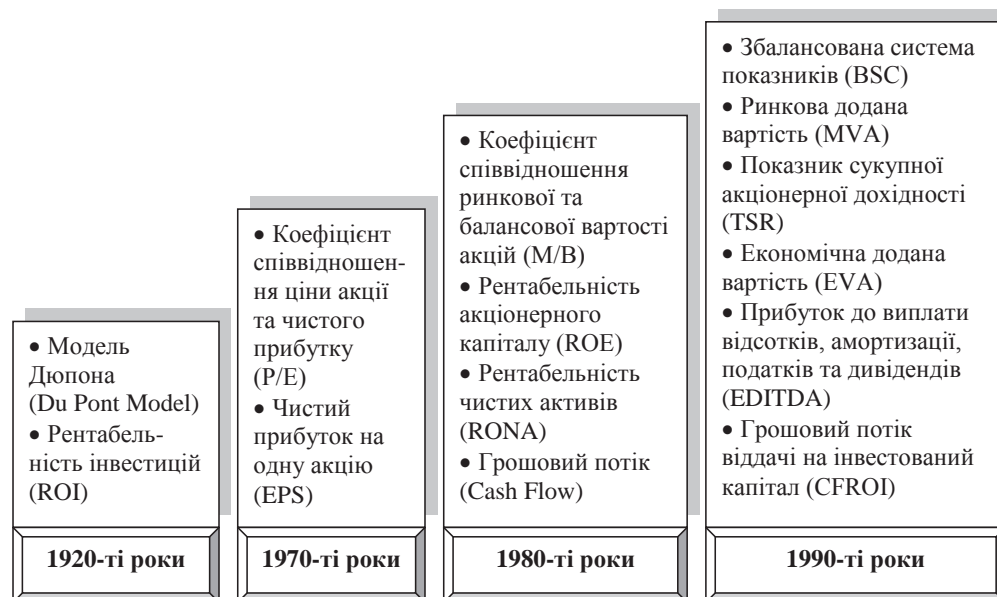 • Модель
Дюпона
(Du Pont Model)
• Рентабель-
ність інвестицій
(ROI)
1920-ті роки
• Коефіцієнт
співвідношен-
ня ціни акції
та чистого
прибутку
(P/E)
• Чистий
прибуток на
одну акцію
(EPS)
1970-ті роки
• Коефіцієнт
співвідношення
ринкової та
балансової вартості
акцій (M/B)
• Рентабельність
акціонерного
капіталу (ROE)
• Рентабельність
чистих активів
(RONA)
• Грошовий потік
(Cash Flow)
1980-ті роки
• Збалансована система
показників (BSC)
• Ринкова додана
вартість (MVA)
• Показник сукупної
акціонерної дохідності
(TSR)
• Економічна додана
вартість (EVA)
• Прибуток до виплати
відсотків, амортизації,
податків та дивідендів
(EDITDA)
• Грошовий потік
віддачі на інвестований
капітал (CFROI)
1990-ті роки